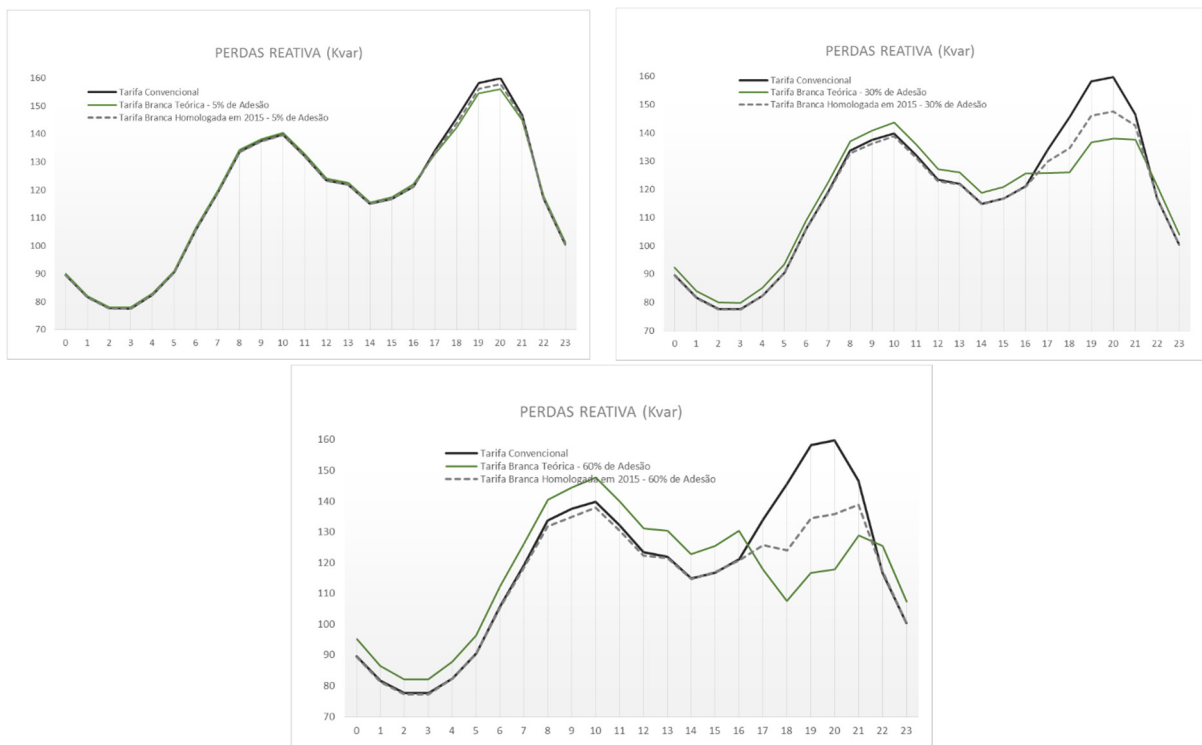 PERDAS REATIVA (Kvar)
160
150
140
130
120
110
100
90
80
70
Tarifa Convencional
Tarifa Branca Teórica - 5% de Adesão
Tarifa Branca Homologada em 2015 - 5% de Adesão
0 1 2 3 4 5 6 7 8 9 10 11 12 13 14 15 16 17 18 19 20 21 22 23
PERDAS REATIVA (Kvar)
160
150
140
130
120
110
100
90
80
70
Tarifa Convencional
Tarifa Branca Teórica - 30% de Adesão
Tarifa Branca Homologada em 2015 - 30% de Adesão
0 1 2 3 4 5 6 7 8 9 10 11 12 13 14 15 16 17 18 19 20 21 22 23
PERDAS REATIVA (Kvar)
160
150
140
130
120
110
100
90
80
70
Tarifa Convencional
Tarifa Branca Teórica - 60% de Adesão
Tarifa Branca Homologada em 2015 - 60% de Adesão
0 1 2 3 4 5 6 7 8 9 10 11 12 13 14 15 16 17 18 19 20 21 22 23